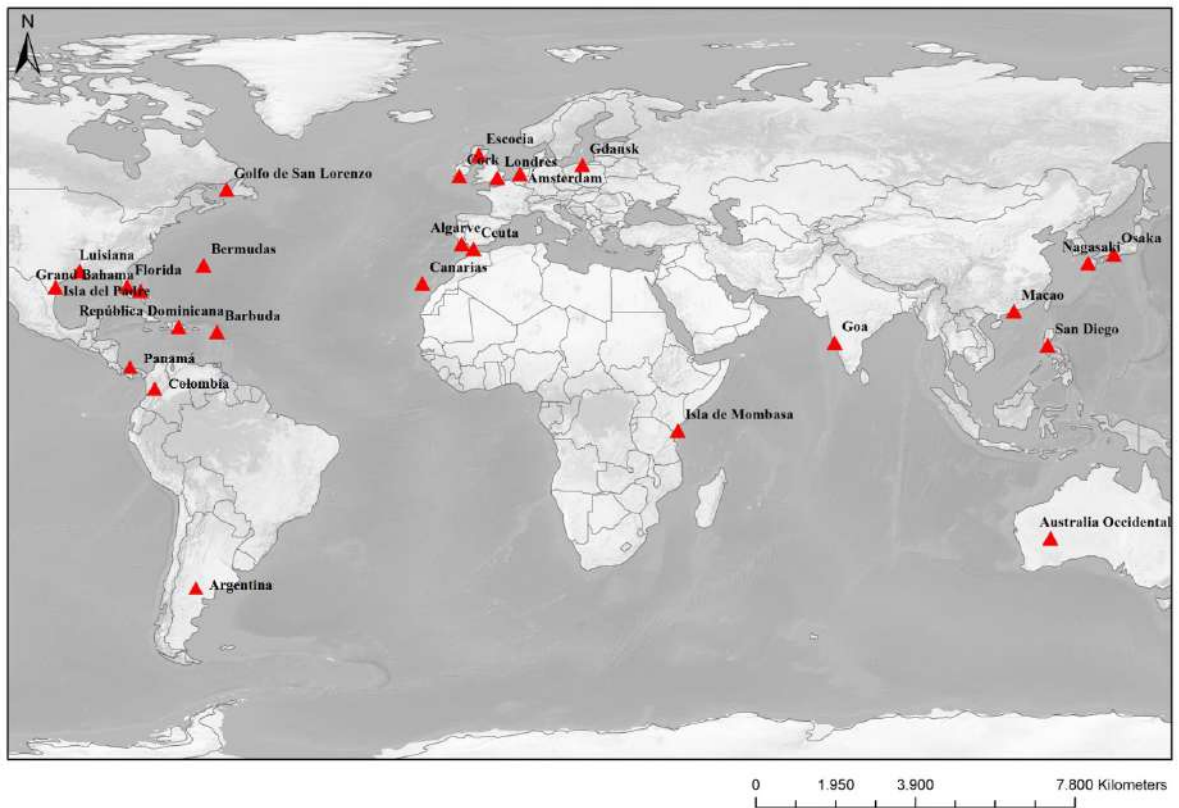 N
Escocia
Cork
Londres
Gdansk
Amsterdam
Golfo de San Lorenzo
Algarve
Ceuta
Bermudas
Luisiana
Nagasaki
Osaka
Grand Bahama
Florida
Canarias
Isla del Padre
Macao
República Dominicana
Barbuda
Goa
San Diego
Panamá
Colombia
Isla de Mombasa
Australia Occidental
Argentina
0 1.950 3.900 7.800 Kilometers